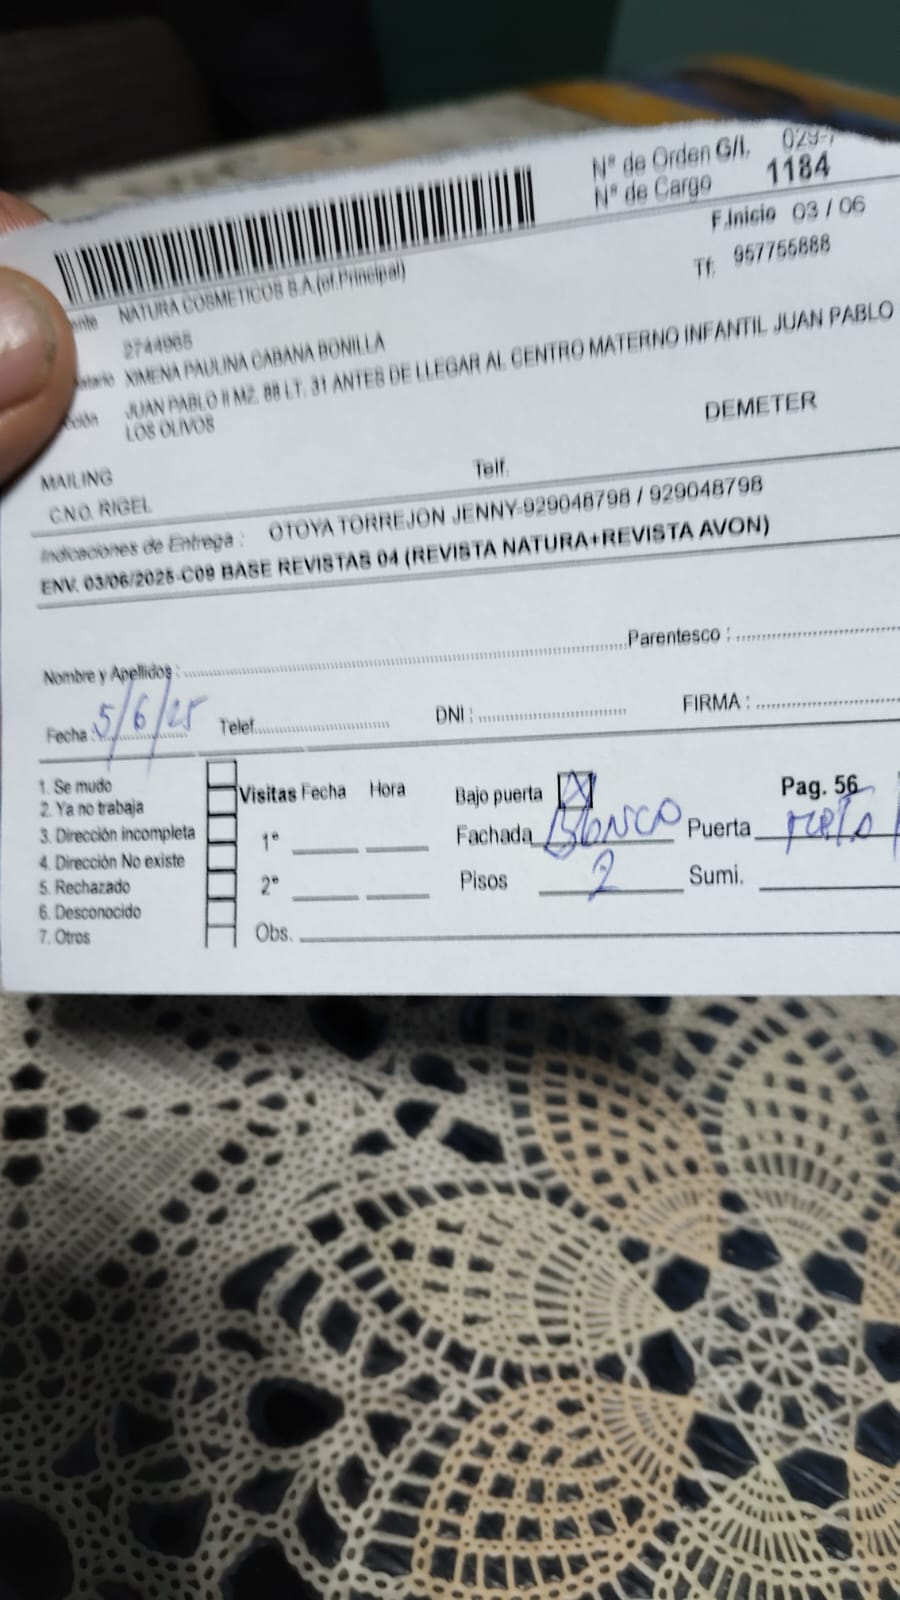 Nº de Orden G/I.
Nº de Cargo 1184
F.Inicio 03 / 06
Tf. 957755888
NATURA COSMETICOS S.A.(of.Principal)
2744965
XIMENA PAULINA CABANA BONILLA
JUAN PABLO II MZ. 88 LT. 31 ANTES DE LLEGAR AL CENTRO MATERNO INFANTIL JUAN PABLO
LOS OLIVOS
DEMETER
MAILING Telf.
C.N.O. RIGEL
Indicaciones de Entrega : OTOYA TORREJON JENNY-929048798 / 929048798
ENV. 03/06/2025-C09 BASE REVISTAS 04 (REVISTA NATURA+REVISTA AVON)
Nombre y Apellidos : Parentesco :
Fecha : 5/6/25 Telef. DNI : FIRMA :
1. Se mudo
2. Ya no trabaja
3. Dirección incompleta
4. Dirección No existe
5. Rechazado
6. Desconocido
7. Otros
Visitas Fecha Hora
1º
2º
Obs.
Bajo puerta X Pag. 56
Fachada Blanco Puerta
Pisos 2 Sumi.